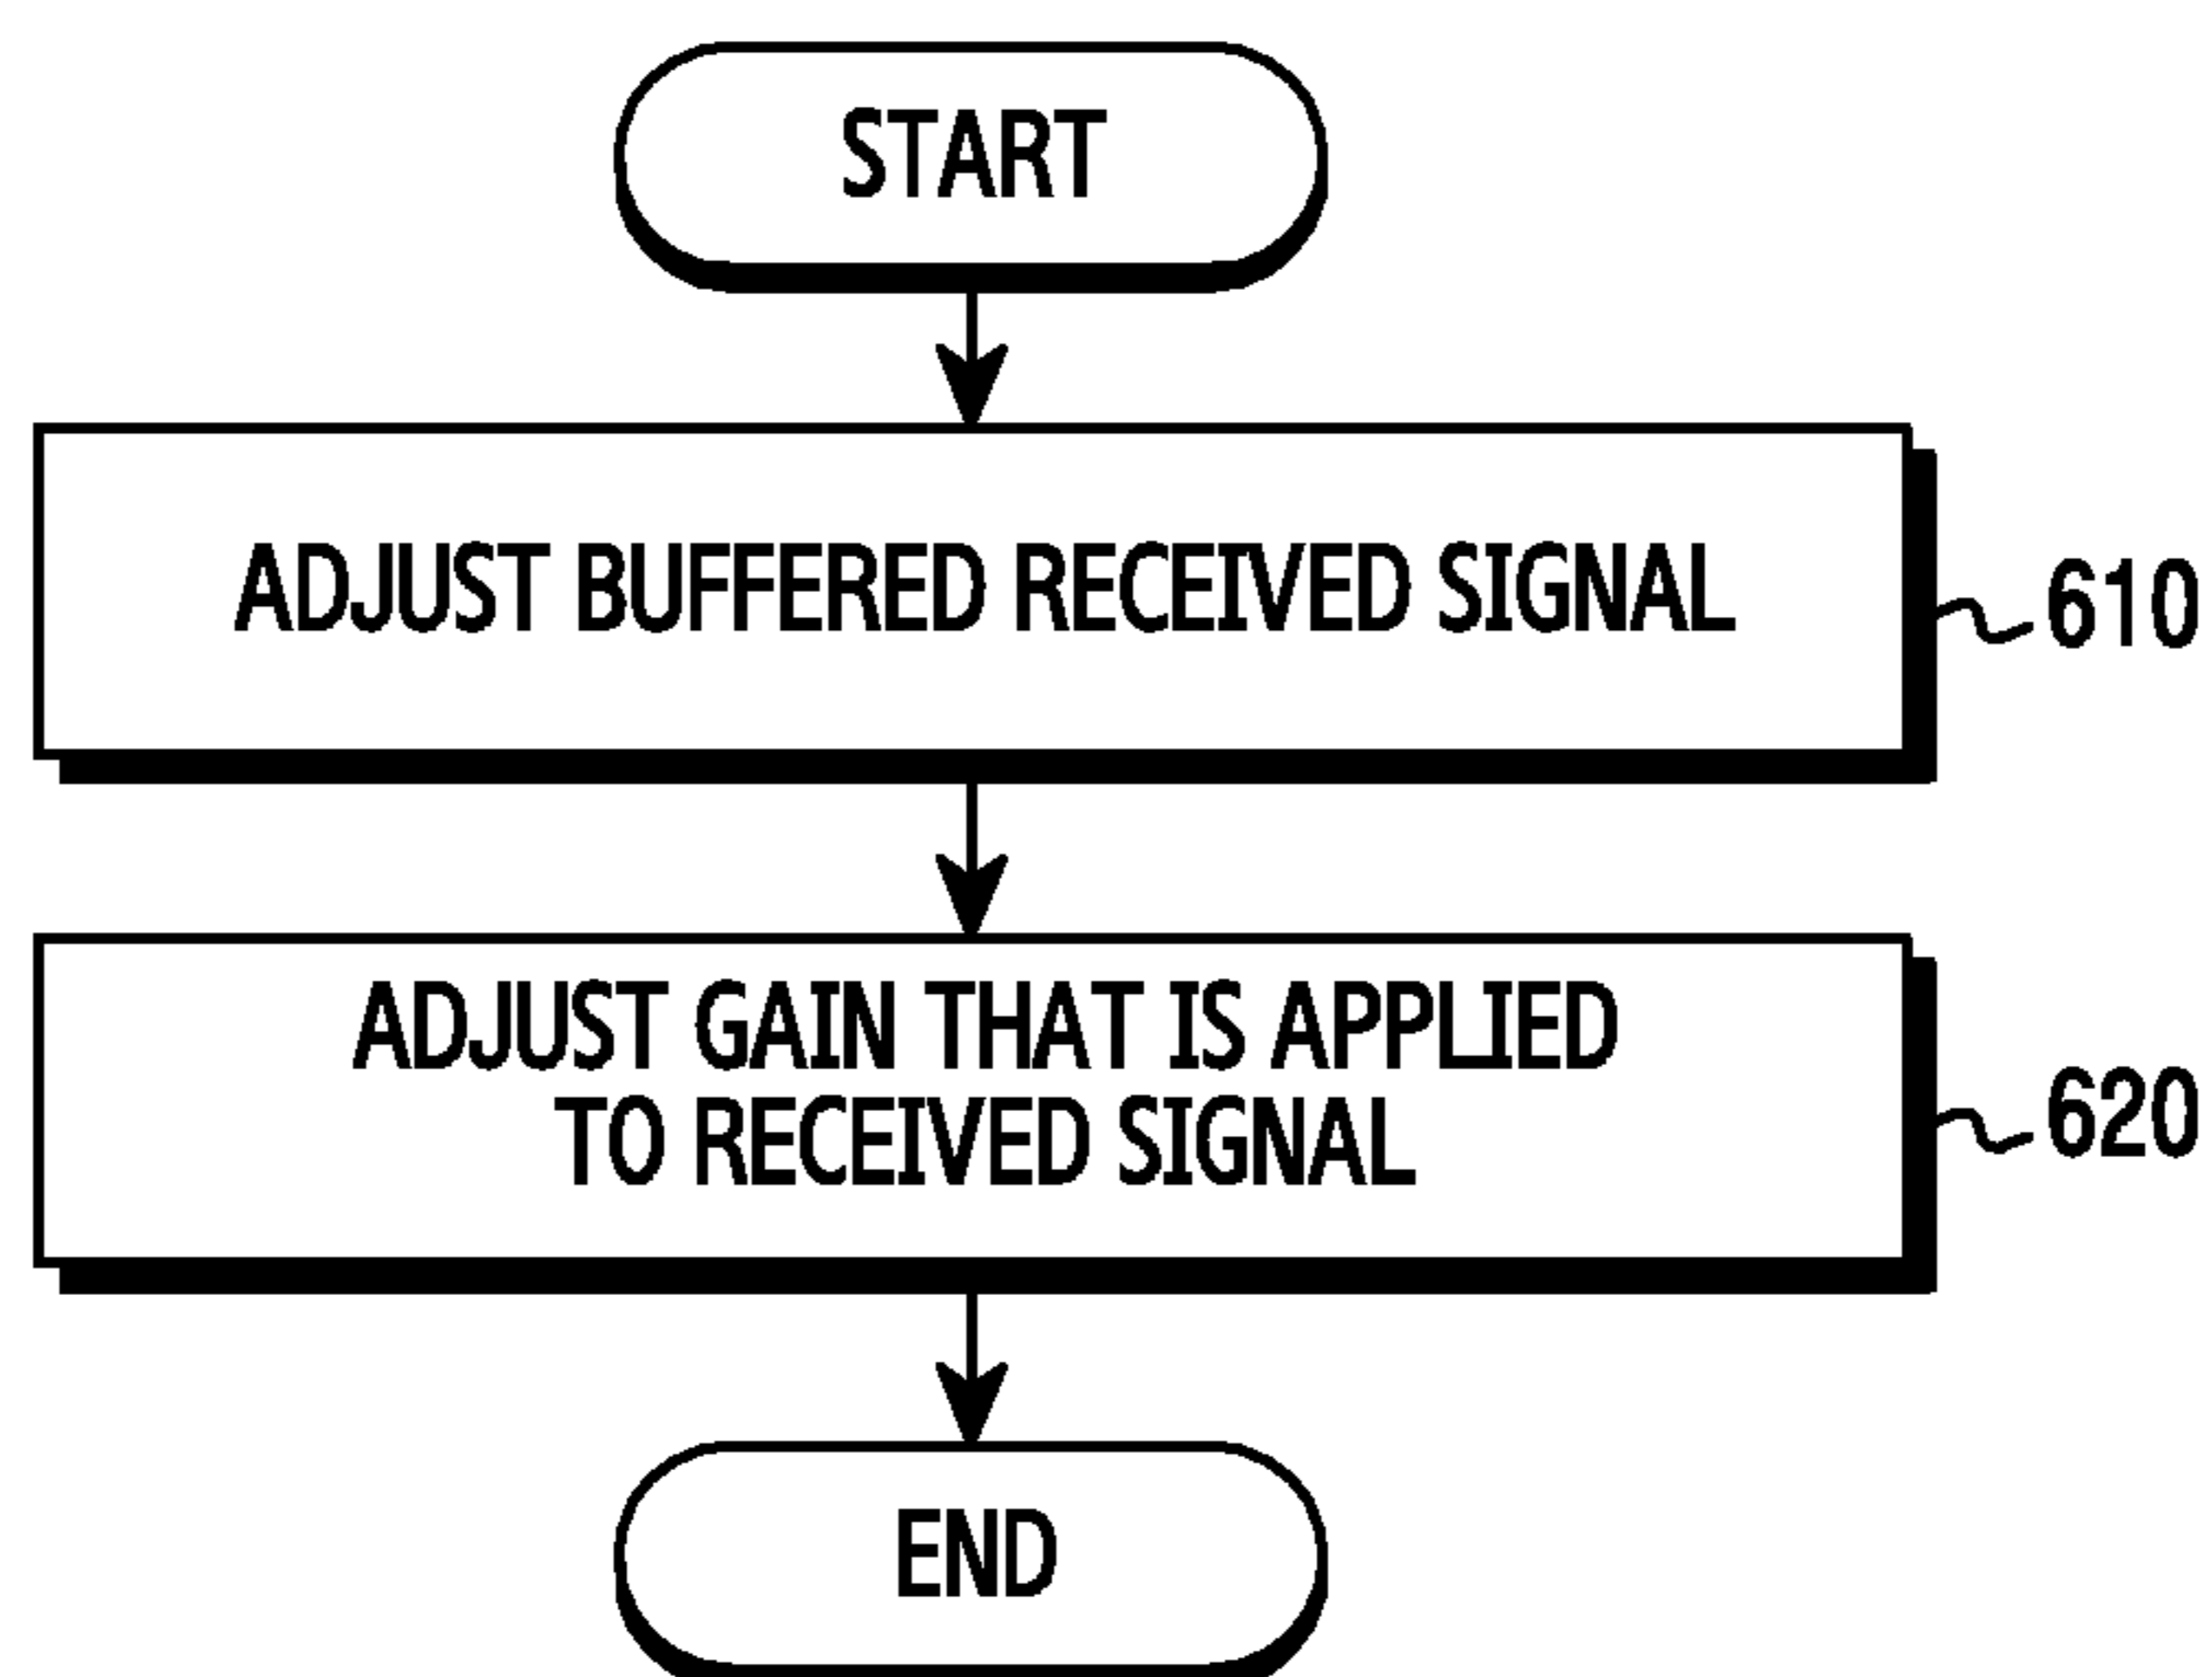 START
ADJUST BUFFERED RECEIVED SIGNAL
610
ADJUST GAIN THAT IS APPLIED
TO RECEIVED SIGNAL
620
END